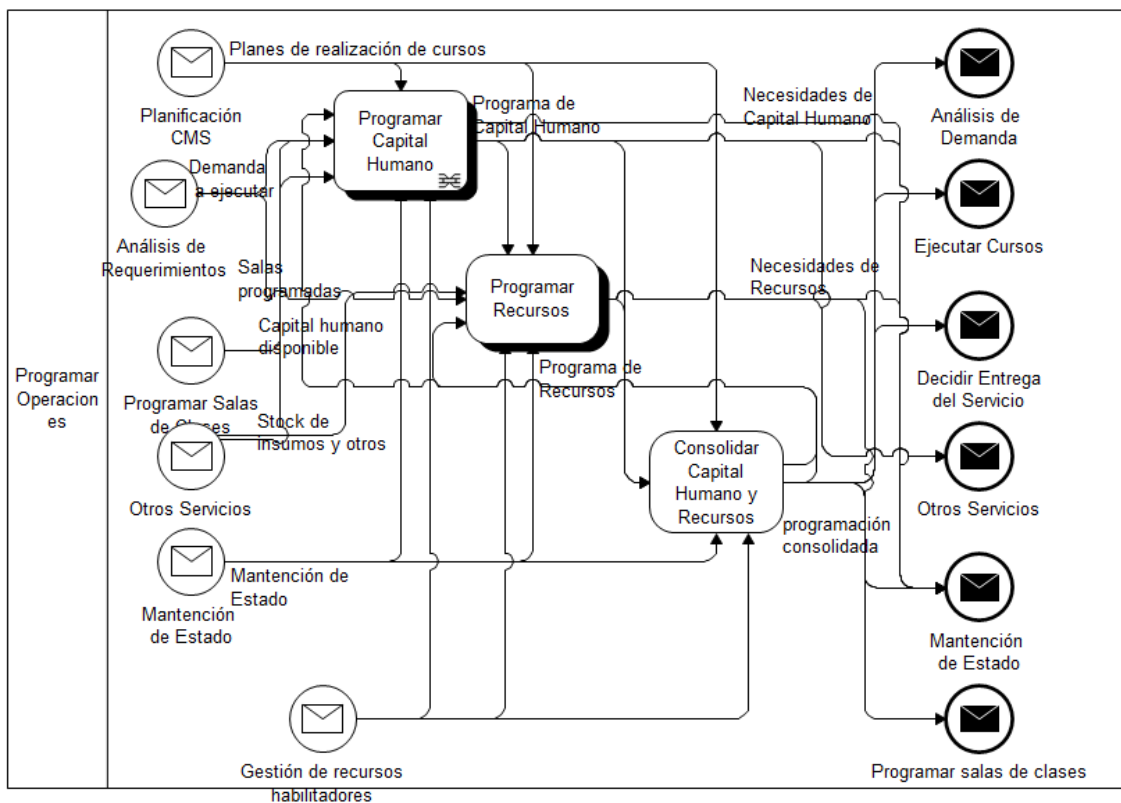 Programar
Operacion
es
Planes de realización de cursos
Planificación
CMS
Programar
Capital
Humano
Programa de
Capital Humano
Necesidades de
Capital Humano
Análisis de
Demanda
Demanda
a ejecutar
Análisis de
Requerimientos
Ejecutar Cursos
Salas
programadas
Programar
Recursos
Necesidades de
Recursos
Capital humano
disponible
Programar Salas
de Clases
Programa de
Recursos
Decidir Entrega
del Servicio
Stock de
insumos y otros
Otros Servicios
Consolidar
Capital
Humano y
Recursos
Otros Servicios
programación
consolidada
Mantención de
Estado
Mantención
de Estado
Mantención
de Estado
Gestión de recursos
habilitadores
Programar salas de clases